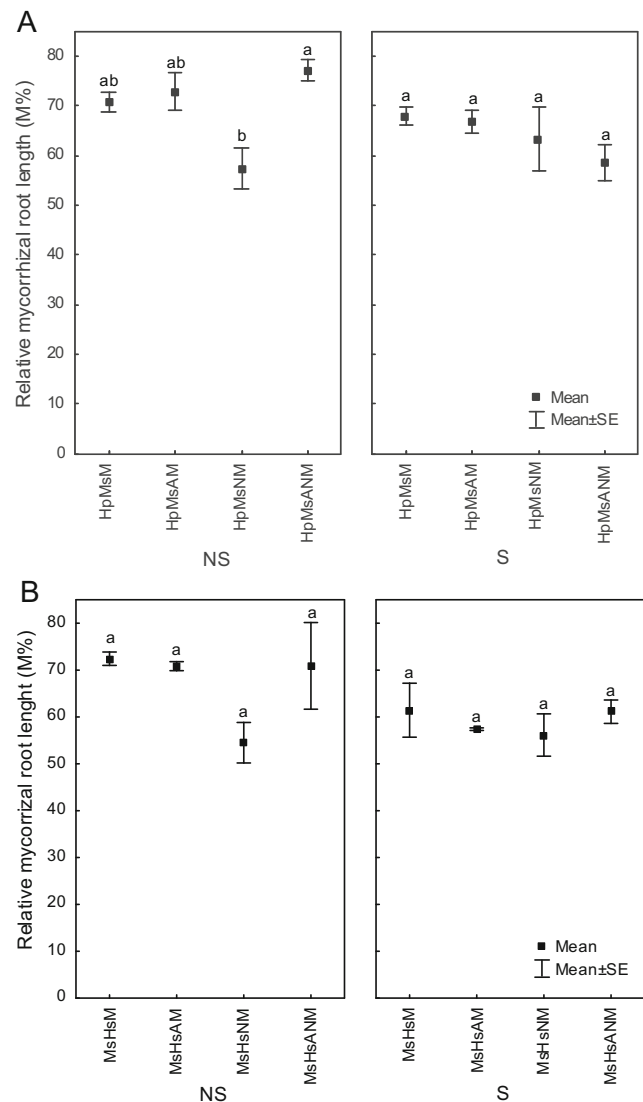 A
Relative mycorrhizal root length (M%)
80
70
60
50
40
30
20
10
0
ab
ab
b
a
a
a
a
a
Mean
Mean±SE
HpMsM
HpMsAM
HpMsNM
HpMsANM
HpMsM
HpMsAM
HpMsNM
HpMsANM
NS
S
B
Relative mycorrizal root lenght (M%)
80
70
60
50
40
30
20
10
0
a
a
a
a
a
a
a
a
Mean
Mean±SE
MsHsM
MsHsAM
MsHsNM
MsHsANM
MsHsM
MsHsAM
MsHsNM
MsHsANM
NS
S